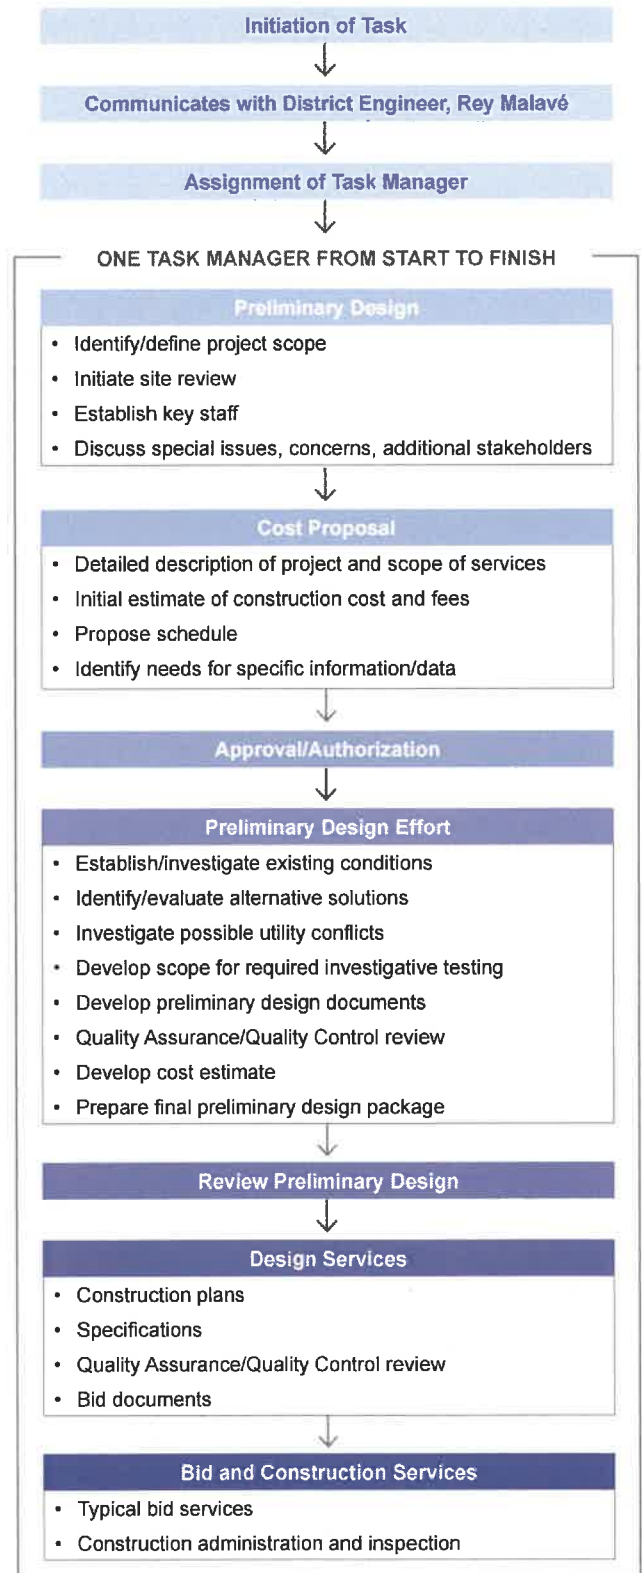 Initiation of Task
Communicates with District Engineer, Rey Malavé
Assignment of Task Manager
ONE TASK MANAGER FROM START TO FINISH
Preliminary Design
• Identify/define project scope
• Initiate site review
• Establish key staff
• Discuss special issues, concerns, additional stakeholders
Cost Proposal
• Detailed description of project and scope of services
• Initial estimate of construction cost and fees
• Propose schedule
• Identify needs for specific information/data
Approval/Authorization
Preliminary Design Effort
• Establish/investigate existing conditions
• Identify/evaluate alternative solutions
• Investigate possible utility conflicts
• Develop scope for required investigative testing
• Develop preliminary design documents
• Quality Assurance/Quality Control review
• Develop cost estimate
• Prepare final preliminary design package
Review Preliminary Design
Design Services
• Construction plans
• Specifications
• Quality Assurance/Quality Control review
• Bid documents
Bid and Construction Services
• Typical bid services
• Construction administration and inspection